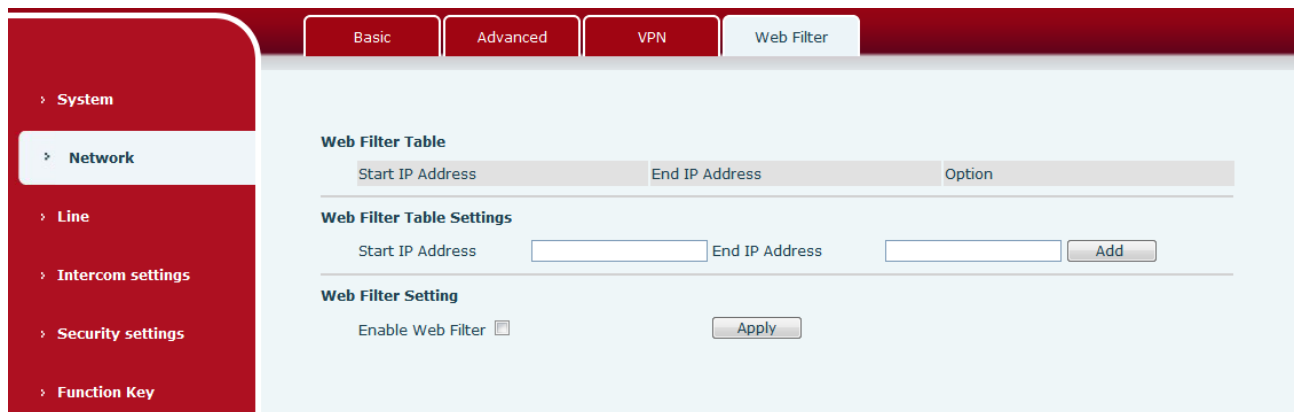 Basic Advanced VPN Web Filter
System
Network
Line
Intercom settings
Security settings
Function Key
Web Filter Table
Start IP Address End IP Address Option
Web Filter Table Settings
Start IP Address End IP Address Add
Web Filter Setting
Enable Web Filter Apply